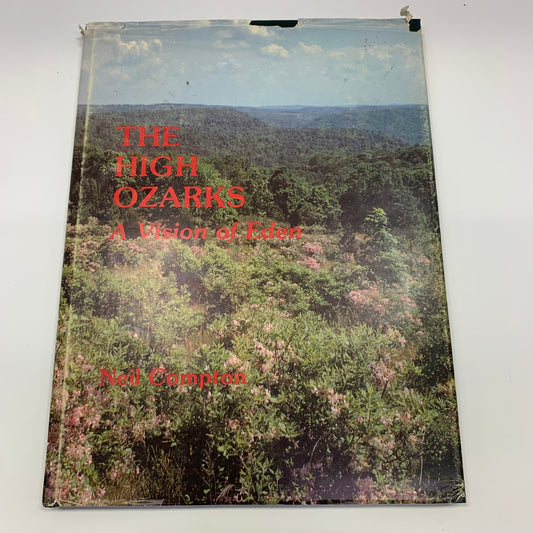 THE
HIGH
OZARKS
A Vision of Eden
Neil Compton